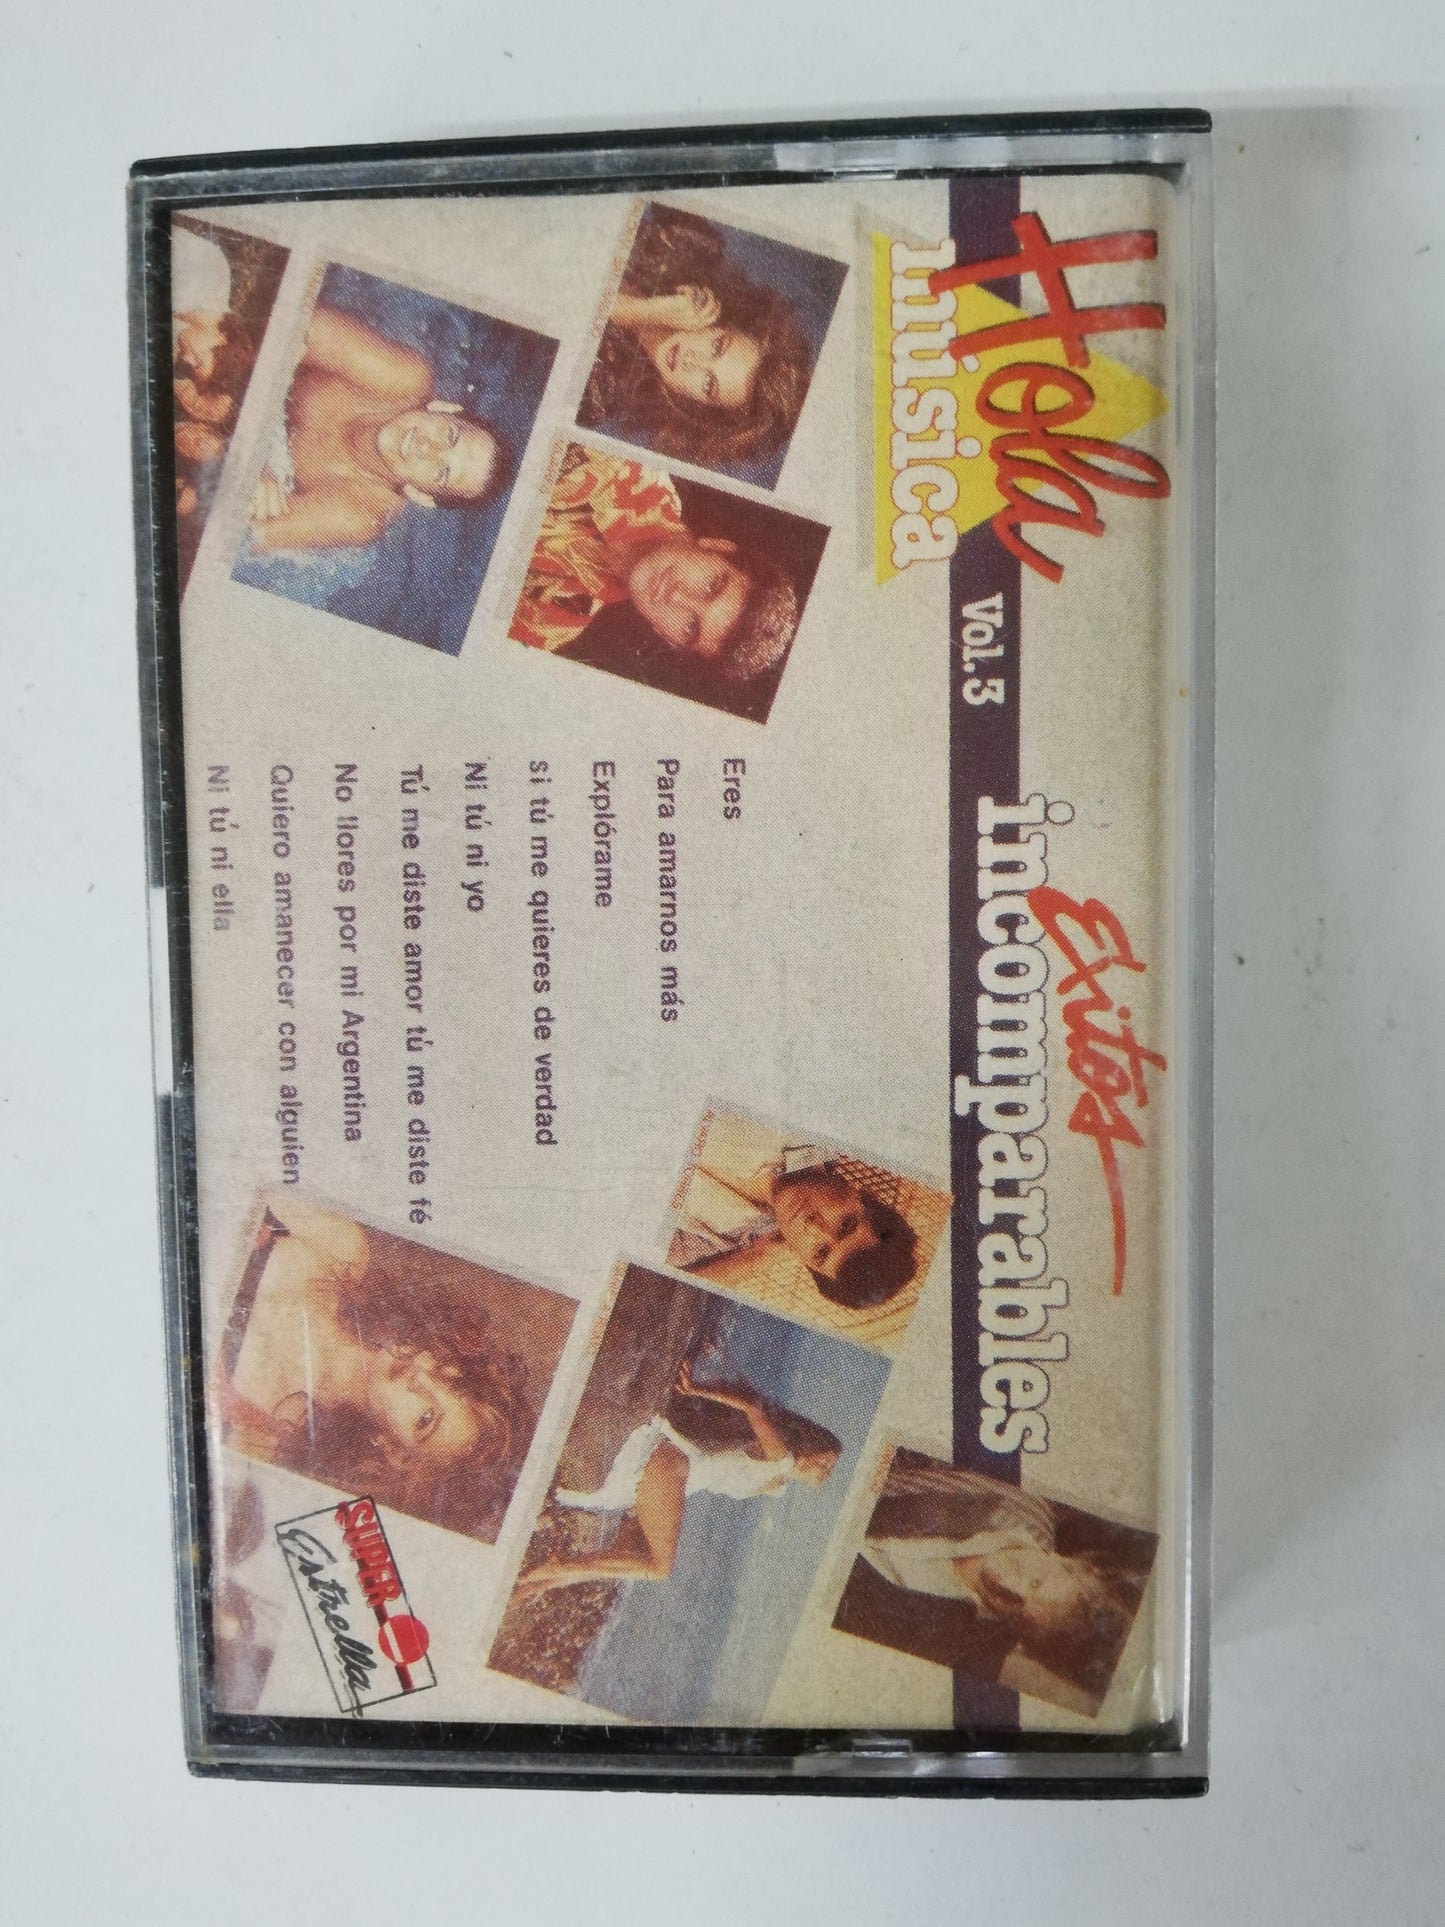 Hola
música
Vol. 3
Exitos
incomparables
Eres
Para amarnos más
Explórame
Si tú me quieres de verdad
Ni tú ni yo
Tú me diste amor tú me diste fé
No llores por mi Argentina
Quiero amanecer con alguien
Ni tú ni ella
SUPER
Estrella